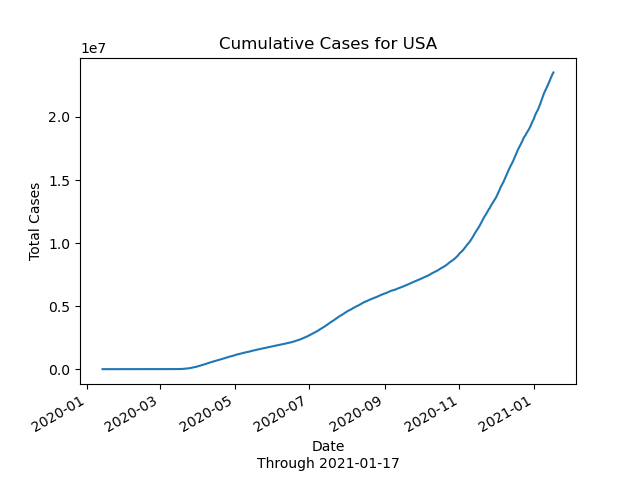 Cumulative Cases for USA
1e7
2.0
1.5
1.0
0.5
0.0
Total Cases
2020-01
2020-03
2020-05
2020-07
2020-09
2020-11
2021-01
Date
Through 2021-01-17